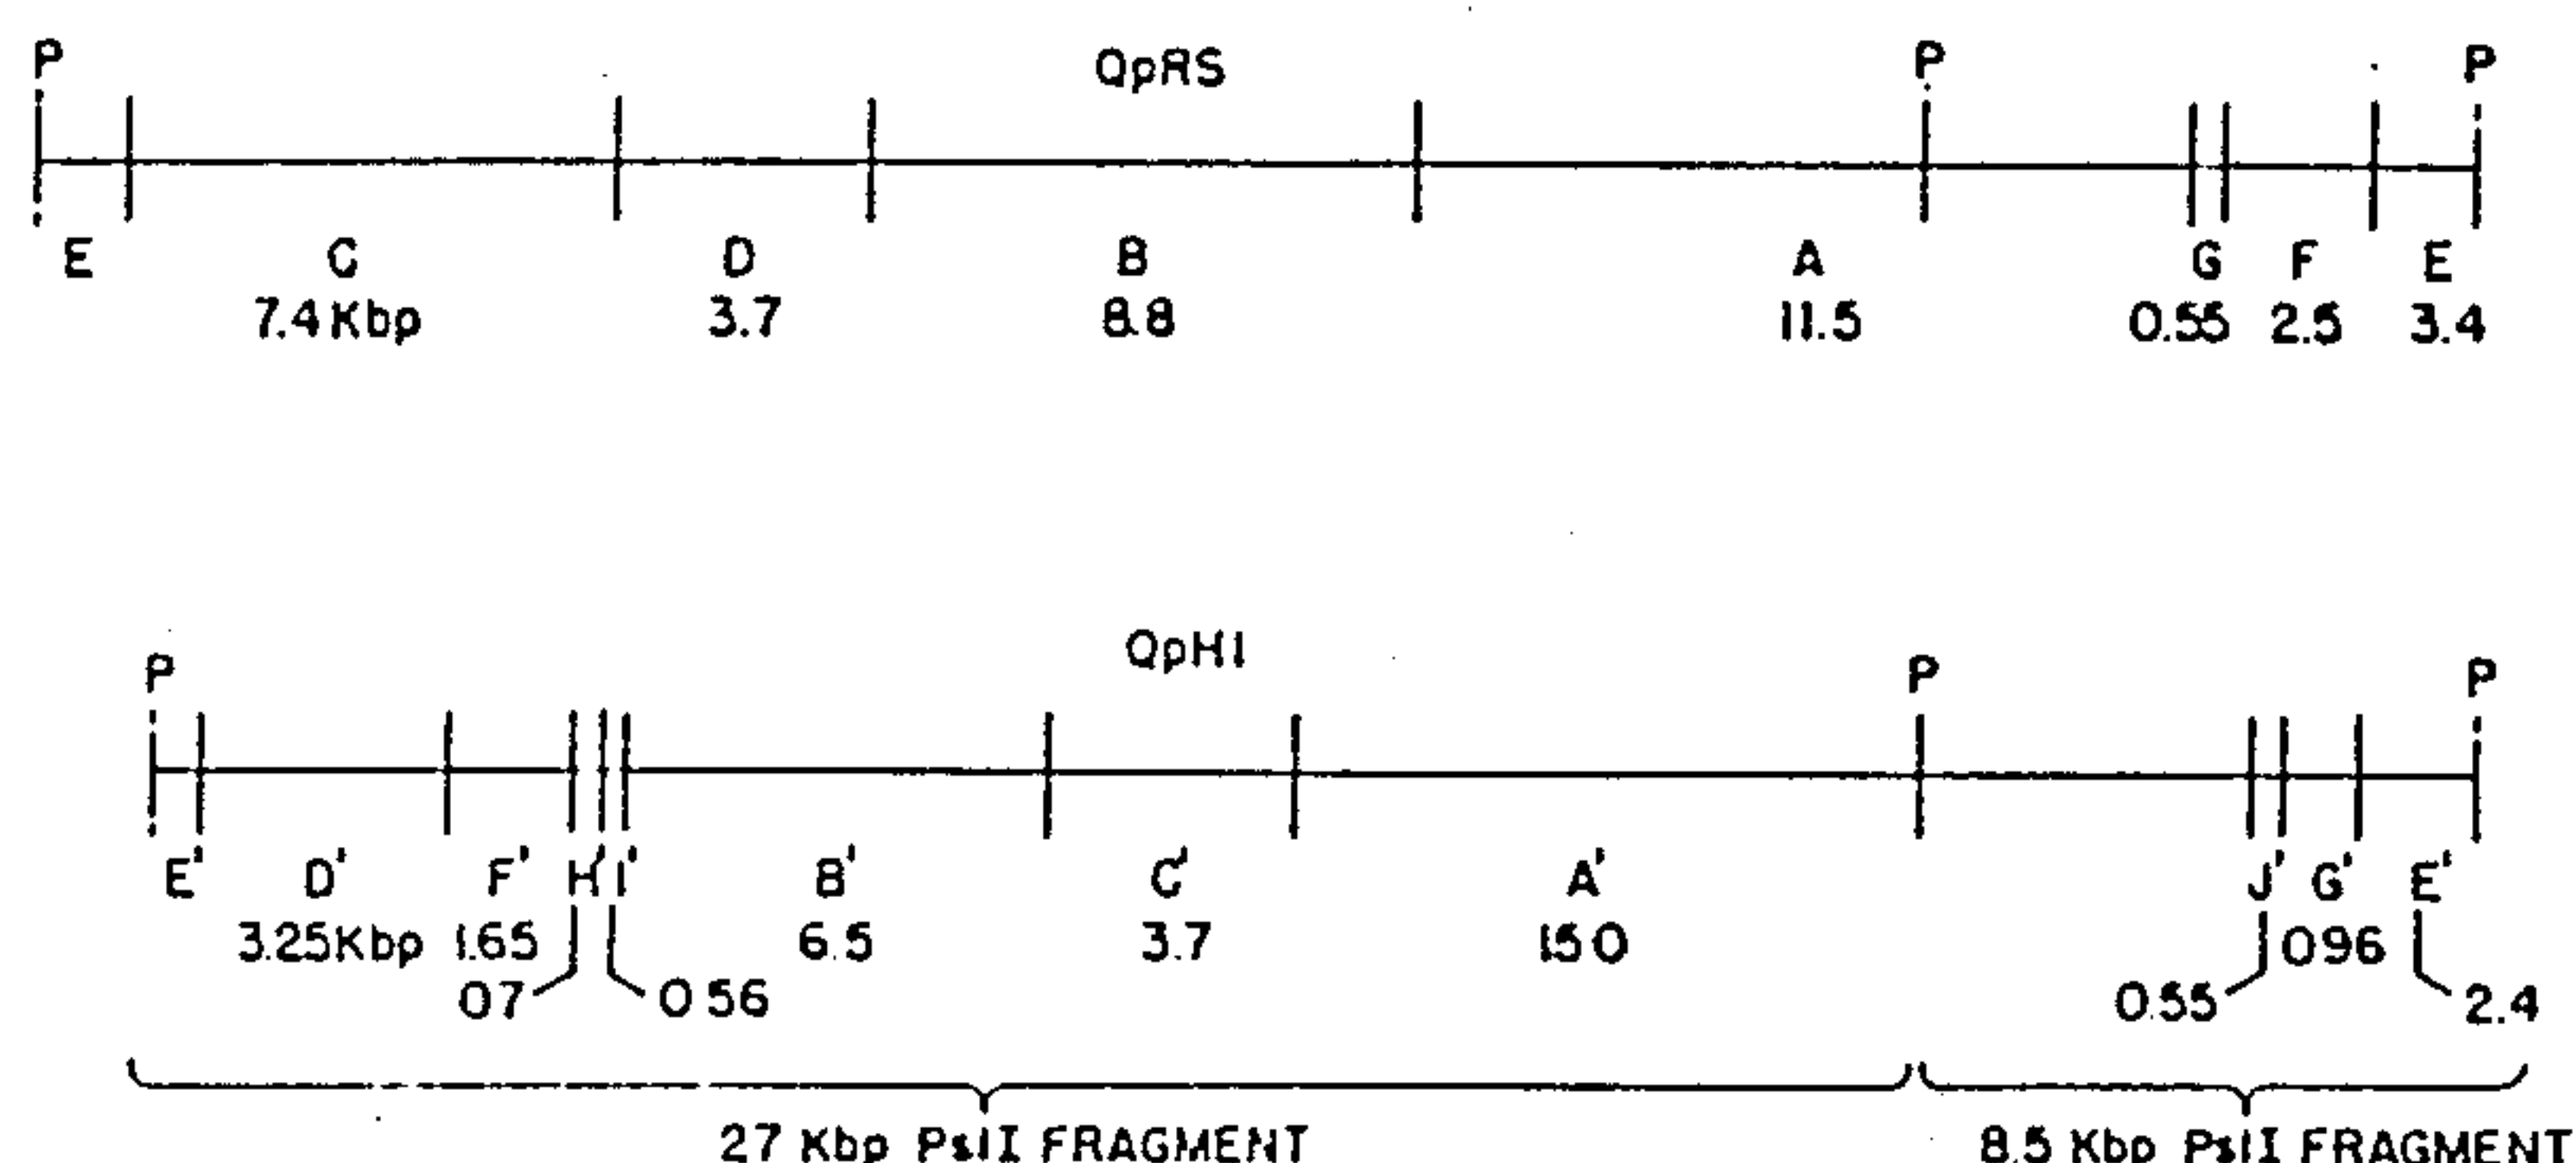 QpRS
P P P
E C D B A G F E
7.4 Kbp 3.7 8.8 11.5 0.55 2.5 3.4
QpH1
P P P
E' D' F' H' I' B' C' A' J' G' E'
3.25 Kbp 1.65 6.5 3.7 15 0 0 96
0 7 0 56 0.55 2.4
27 Kbp PstI FRAGMENT 8.5 Kbp PstI FRAGMENT